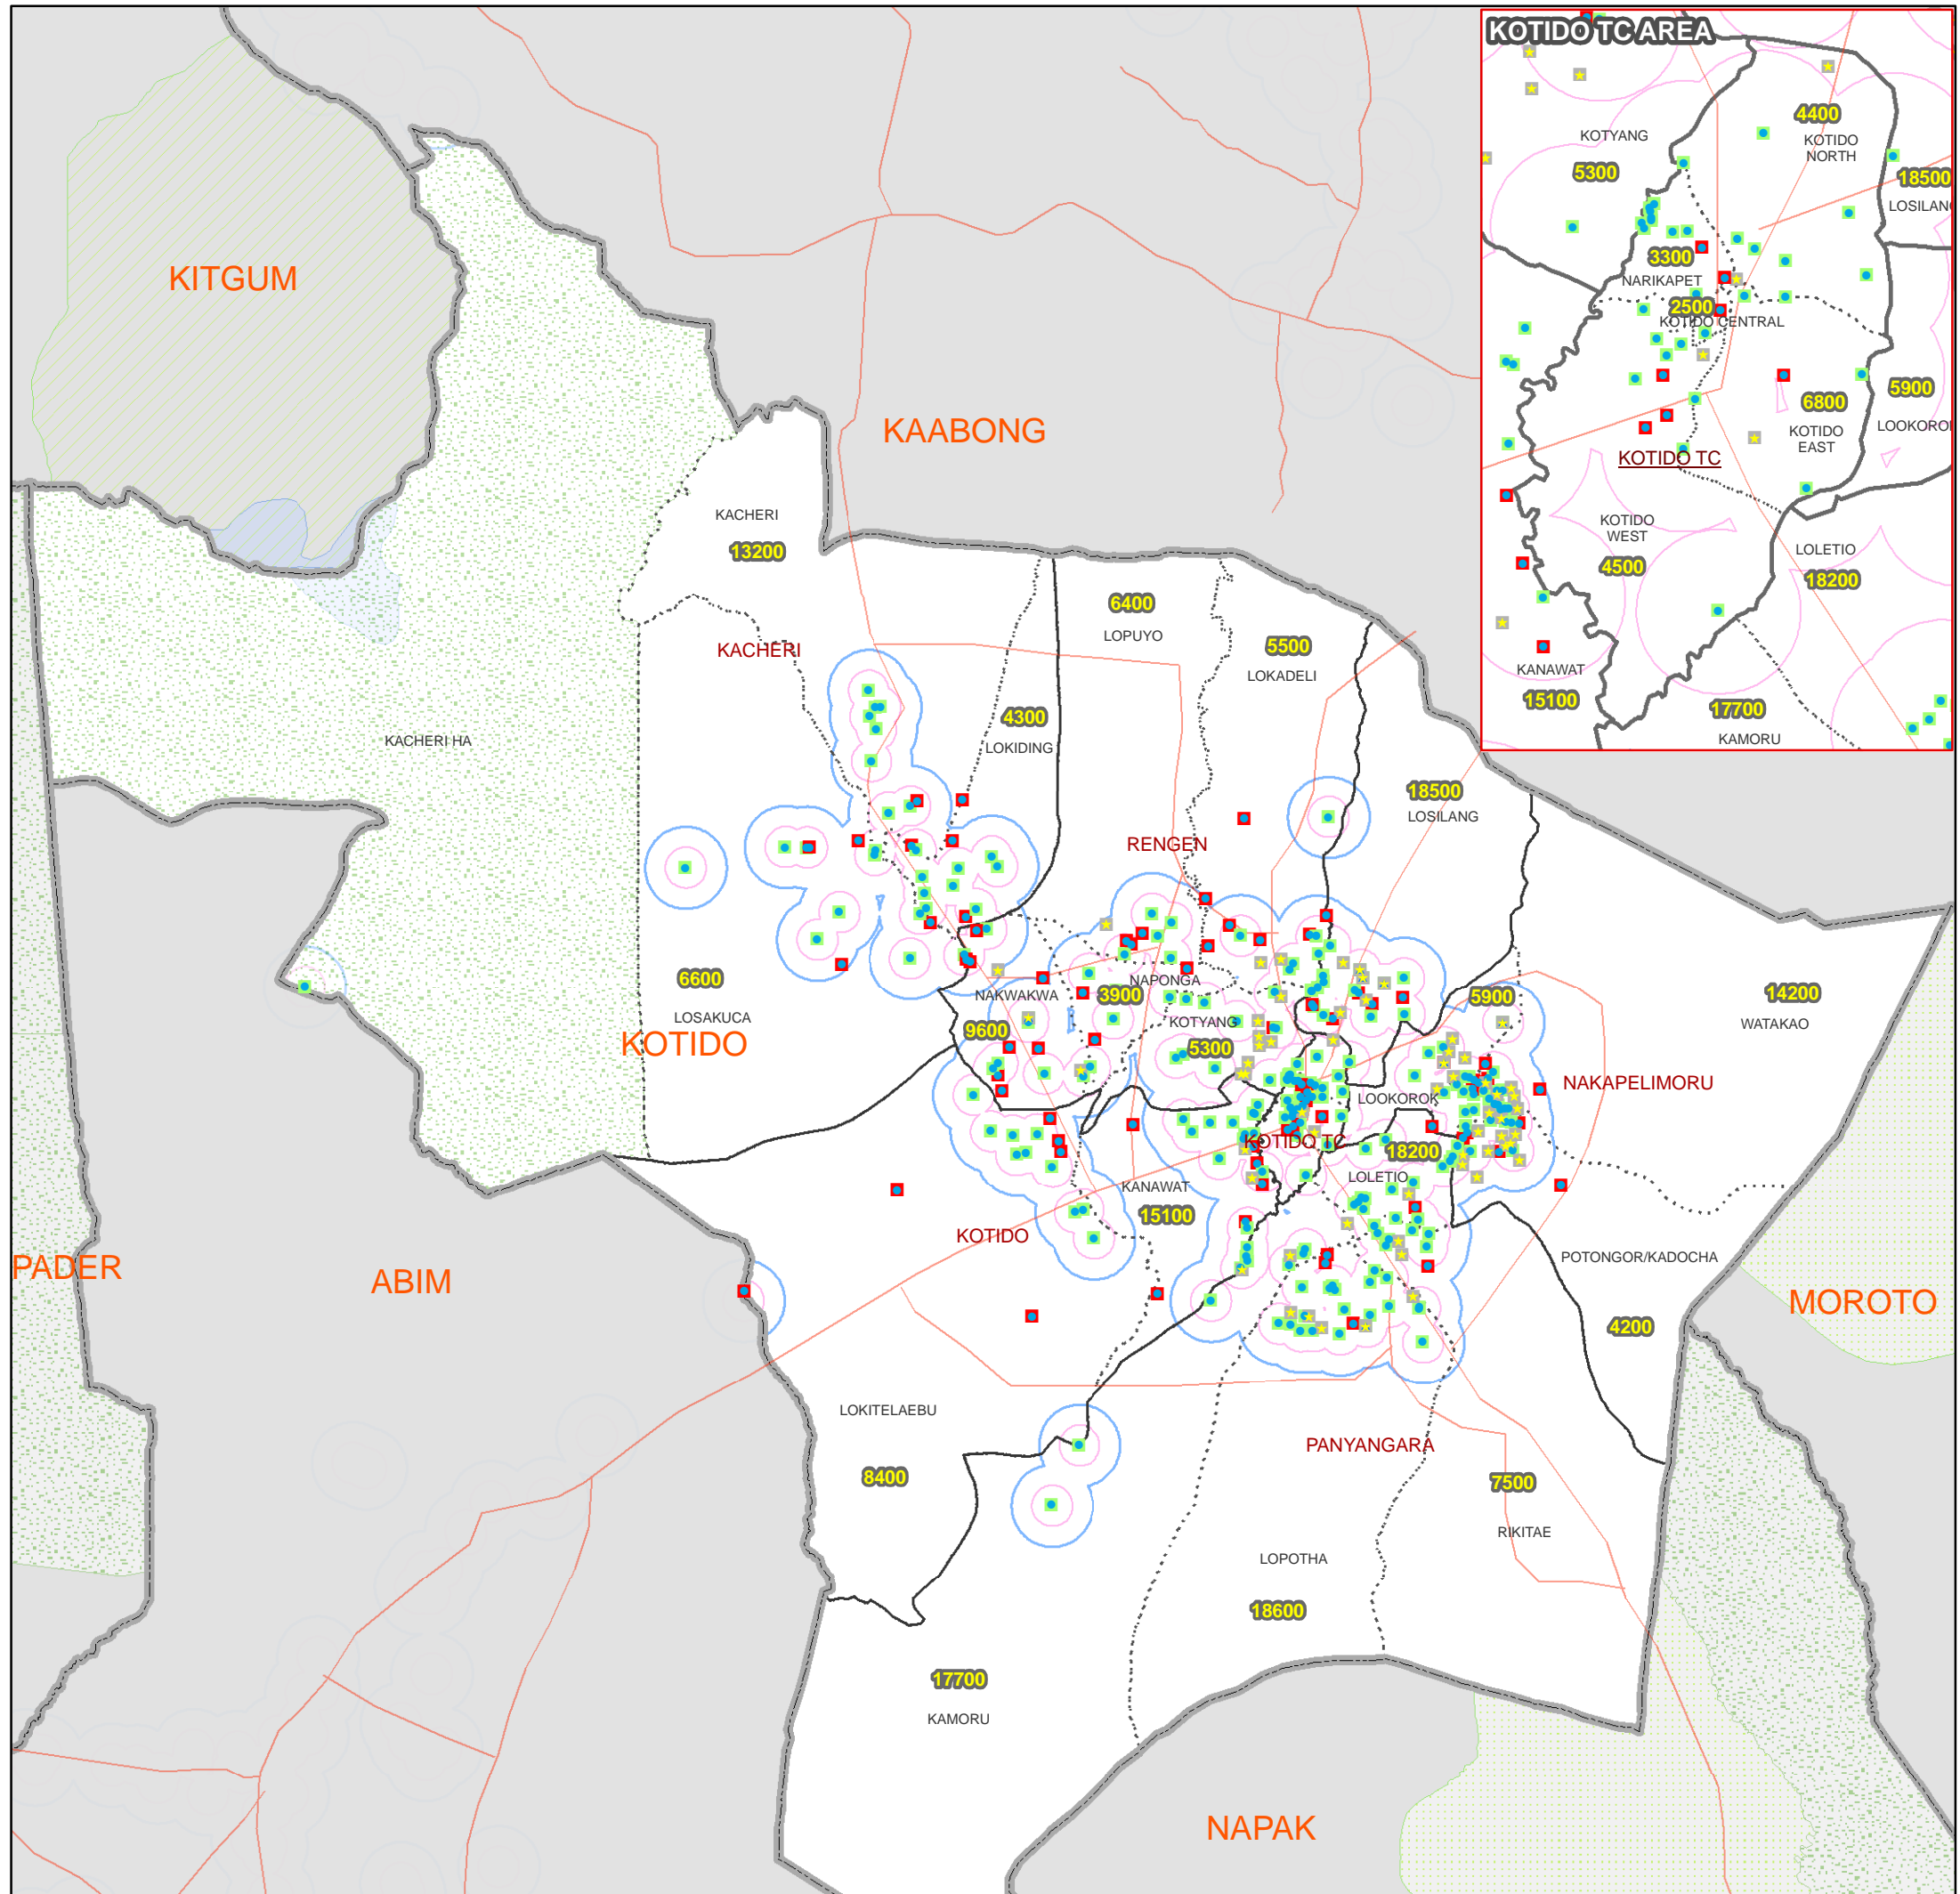 KOTIDO TC AREA
4400
KOTYANG
KOTIDO
NORTH
5300
18500
LOSILANG
3300
NARIKAPET
2500
KOTIDO CENTRAL
5900
6800
LOOKOROK
KOTIDO
EAST
KOTIDO TC
KOTIDO
WEST
LOLETIO
4500
18200
KANAWAT
15100
17700
KAMORU
KITGUM
KAABONG
KACHERI
13200
6400
LOPUYO
5500
KACHERI
LOKADELI
4300
KACHERI HA
LOKIDING
18500
LOSILANG
RENGEN
6600
NAPONGA
NAKWAKWA
3900
5900
14200
LOSAKUCA
KOTYANG
WATAKAO
9600
KOTIDO
5300
NAKAPELIMORU
LOOKOROK
KOTIDO TC
18200
LOLETIO
KANAWAT
15100
KOTIDO
POTONGOR/KADOCHA
PADER
ABIM
MOROTO
4200
LOKITELAEBU
PANYANGARA
8400
7500
RIKITAE
LOPOTHA
18600
17700
KAMORU
NAPAK